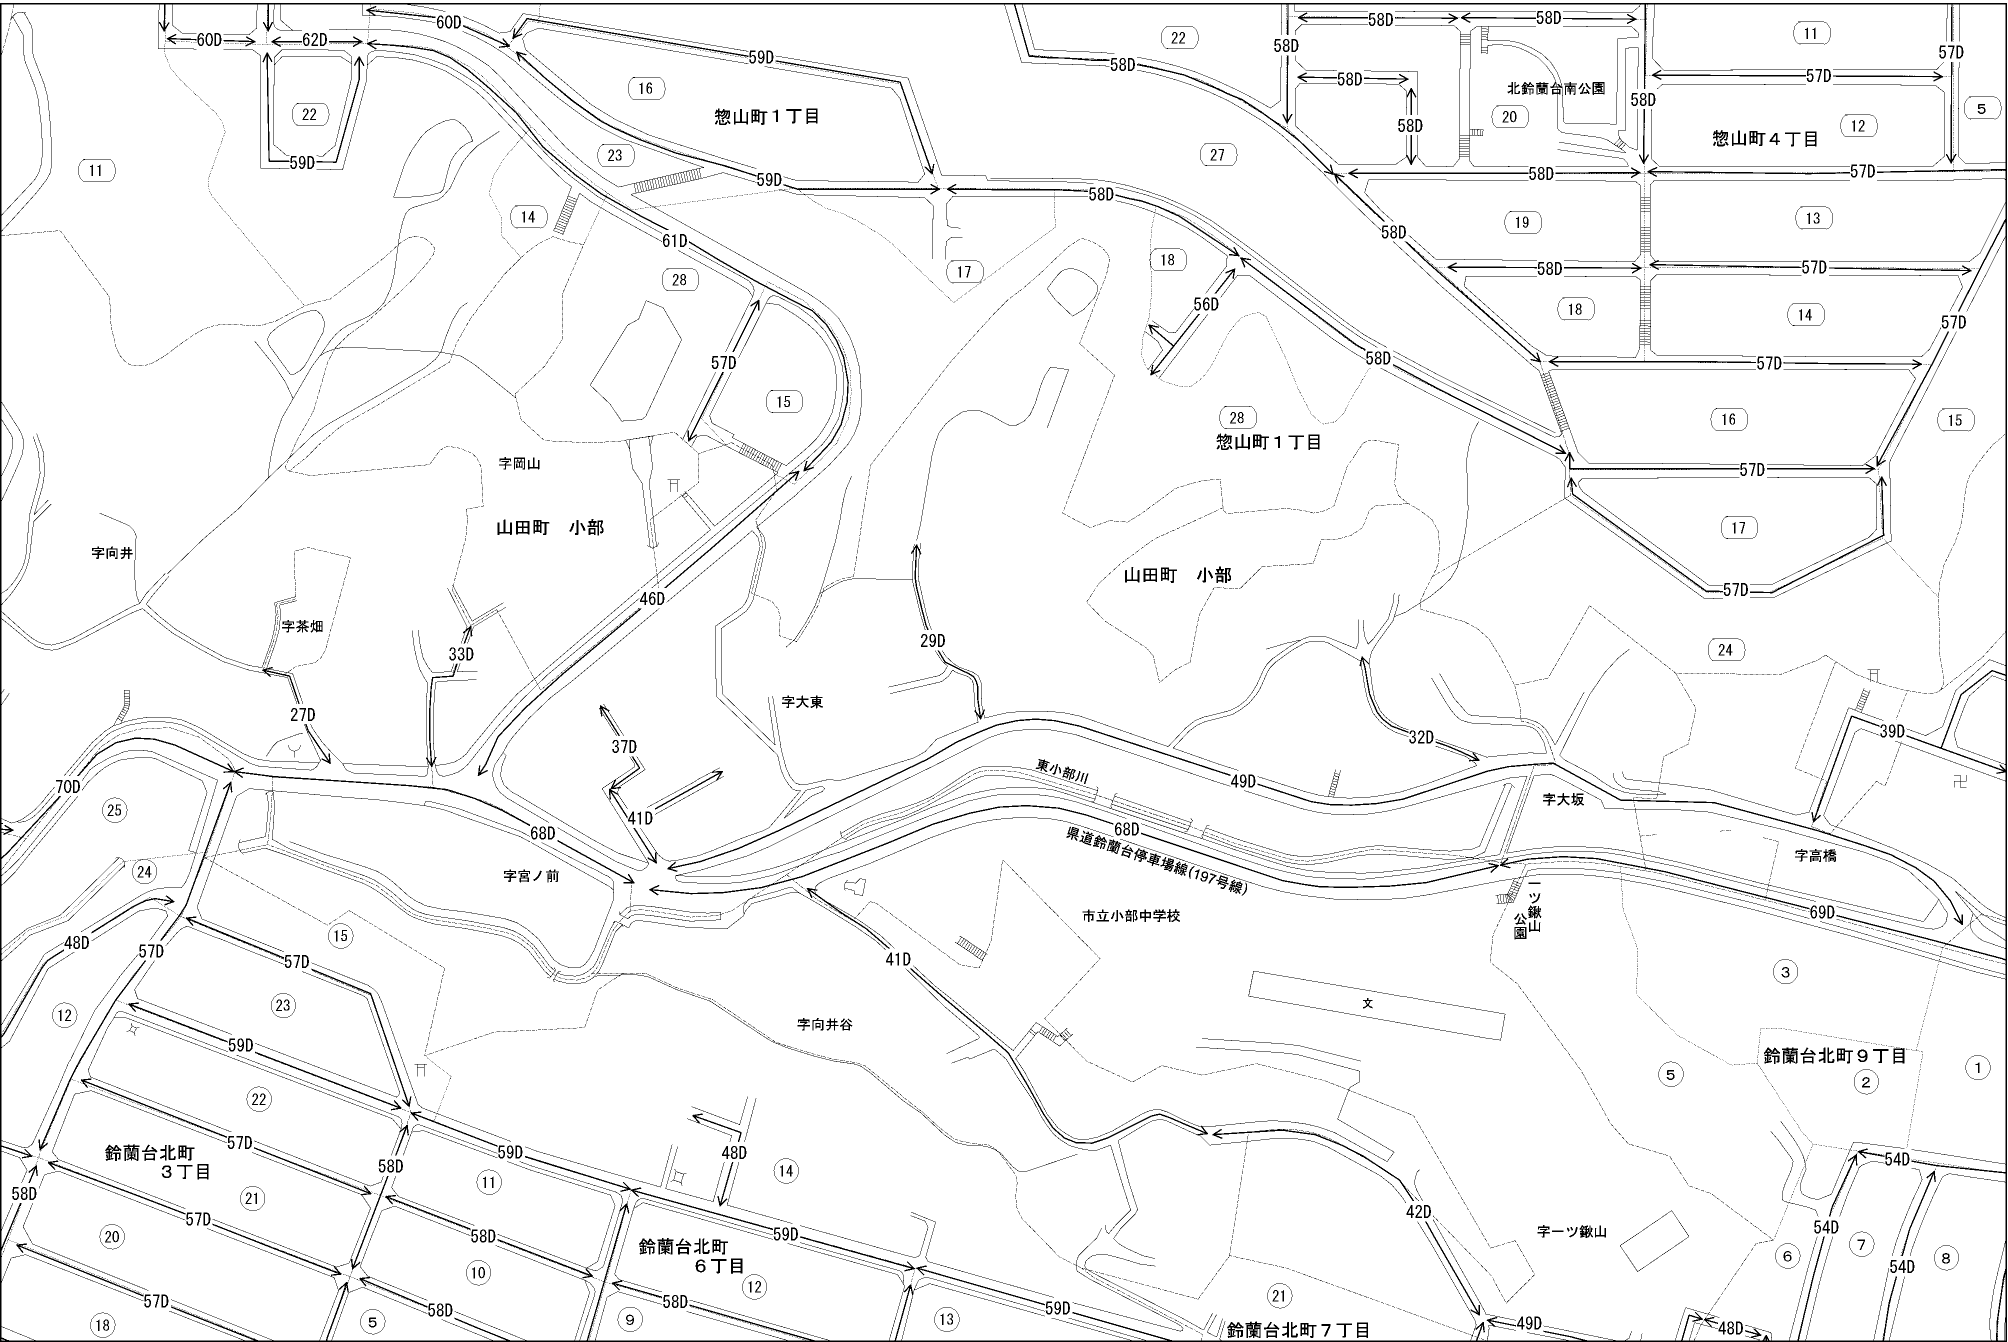 60D
58D
58D
22
11
60D
62D
58D
57D
59D
58D
58D
57D
16
北鈴蘭台南公園
58D
22
惣山町１丁目
20
12
5
58D
惣山町４丁目
23
27
59D
11
59D
58D
57D
58D
14
19
13
58D
61D
18
17
58D
57D
28
56D
18
14
57D
58D
57D
57D
15
28
16
15
惣山町１丁目
字岡山
57D
山田町　小部
17
字向井
山田町　小部
57D
46D
字茶畑
29D
24
33D
字大東
27D
39D
37D
32D
東小部川
49D
70D
字大坂
25
41D
68D
68D
県道鈴蘭台停車場線(197号線)
字高橋
24
字宮ノ前
一ツ鍬山
公園
市立小部中学校
69D
15
48D
57D
57D
41D
3
文
23
12
字向井谷
59D
鈴蘭台北町９丁目
1
5
2
22
57D
鈴蘭台北町
３丁目
59D
48D
54D
58D
14
11
58D
21
57D
42D
54D
字一ツ鍬山
20
58D
59D
7
鈴蘭台北町
６丁目
6
8
54D
10
12
57D
21
58D
58D
59D
18
5
9
13
鈴蘭台北町７丁目
49D
48D